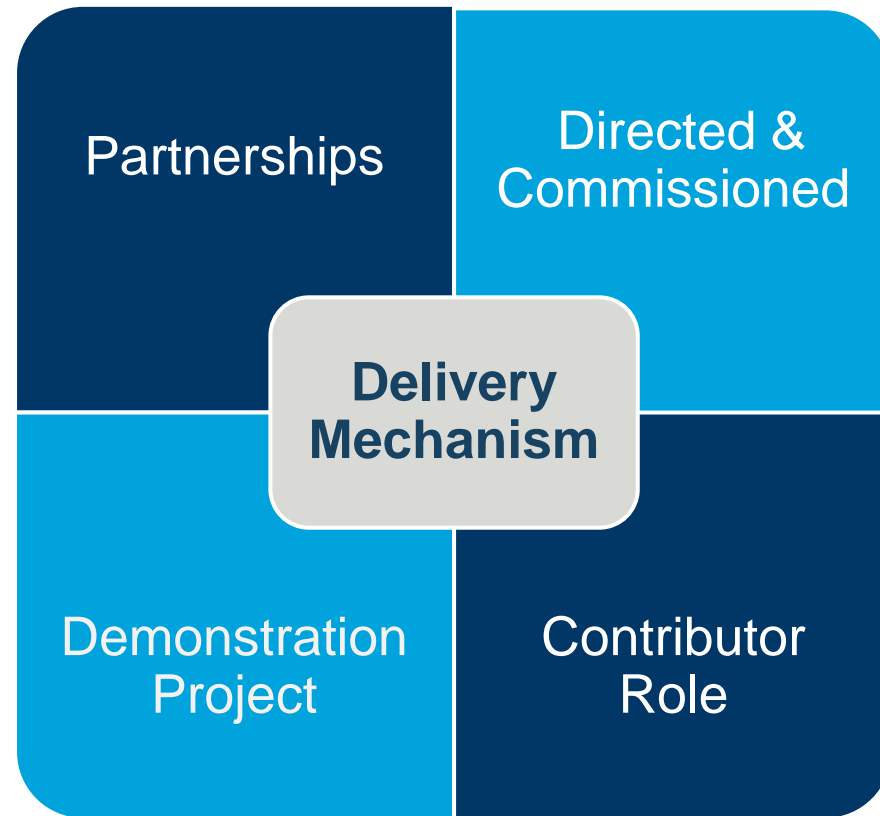 Partnerships
Directed &
Commissioned
Delivery
Mechanism
Demonstration
Project
Contributor
Role